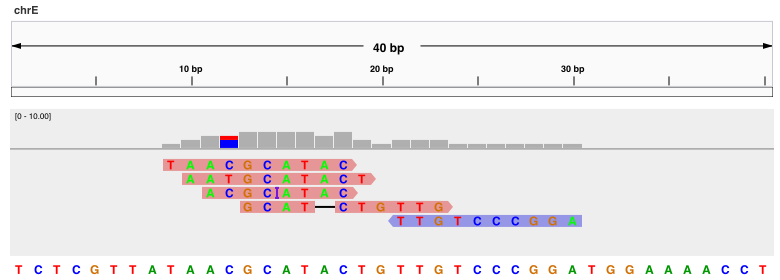 chrE
40 bp
10 bp 20 bp 30 bp
[0 - 10.00]
T A A C G C A T A C
A A T G C A T A C T
A C G C I A T A C
G C A T C T G T T G
T T G T C C C G G A
T C T C G T T A T A A C G C A T A C T G T T G T C C C G G A T G G A A A A C C T